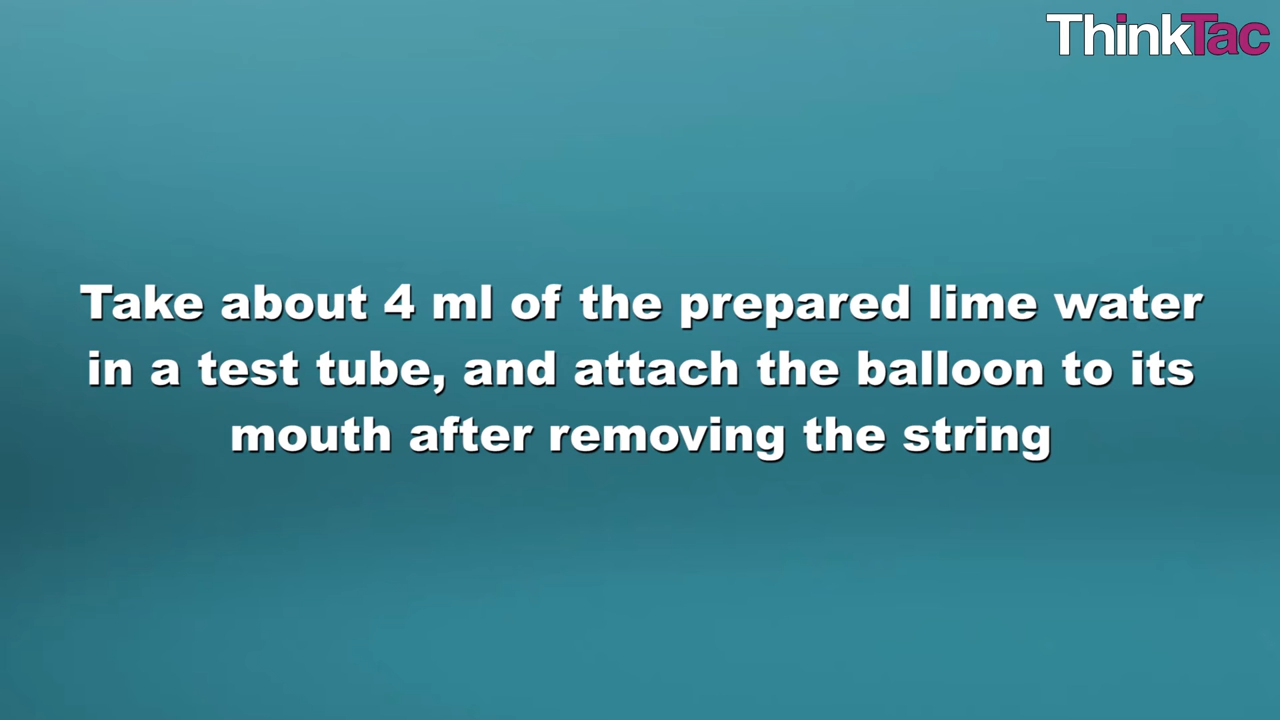 ThinkTac
Take about 4 ml of the prepared lime water
in a test tube, and attach the balloon to its
mouth after removing the string